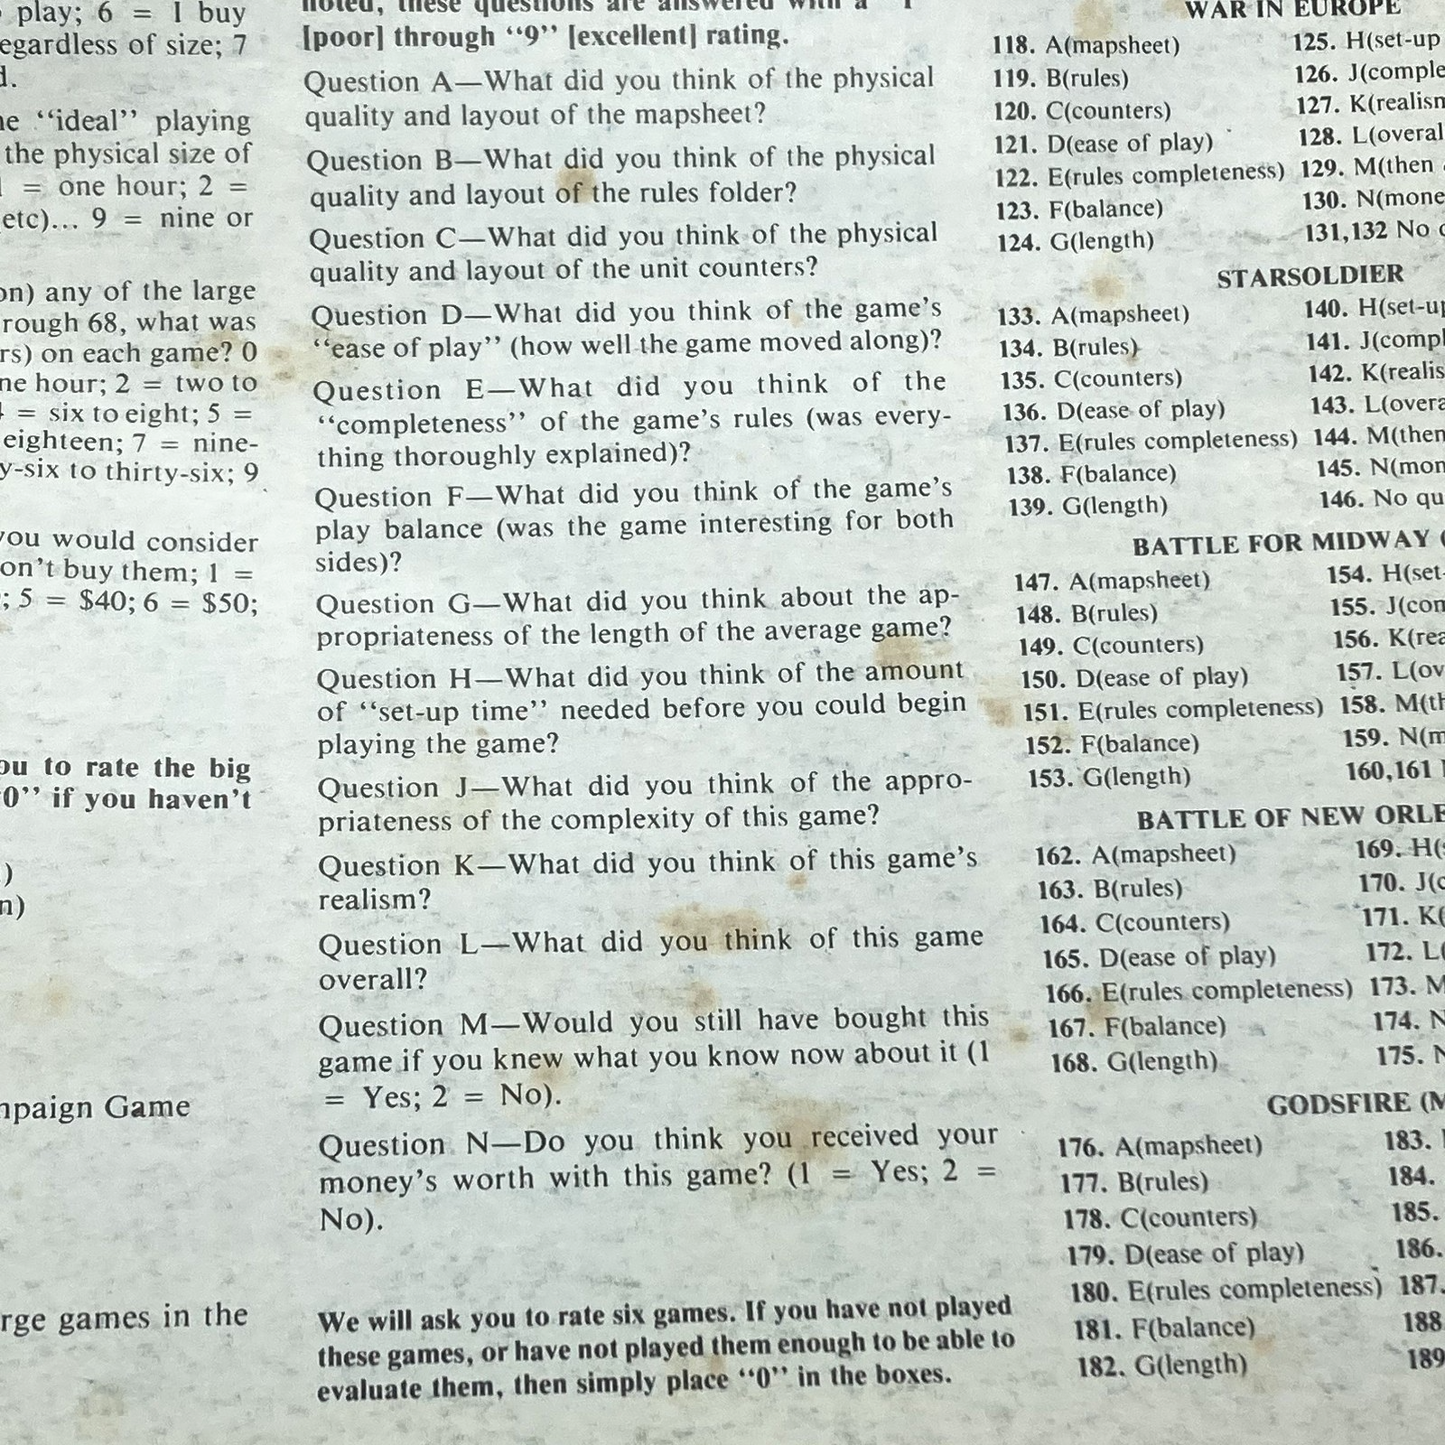 play; 6 = I buy
egardless of size; 7
d.
"ideal" playing
the physical size of
= one hour; 2 =
etc)... 9 = nine or
on) any of the large
rough 68, what was
rs) on each game? 0
ne hour; 2 = two to
= six to eight; 5 =
eighteen; 7 = nine-
y-six to thirty-six; 9
you would consider
on't buy them; 1 =
; 5 = $40; 6 = $50;
ou to rate the big
0" if you haven't
)
n)
npaign Game
rge games in the
noted, these questions are answered with a "1"
[poor] through "9" [excellent] rating.
Question A—What did you think of the physical
quality and layout of the mapsheet?
Question B—What did you think of the physical
quality and layout of the rules folder?
Question C—What did you think of the physical
quality and layout of the unit counters?
Question D—What did you think of the game's
"ease of play" (how well the game moved along)?
Question E—What did you think of the
"completeness" of the game's rules (was every-
thing thoroughly explained)?
Question F—What did you think of the game's
play balance (was the game interesting for both
sides)?
Question G—What did you think about the ap-
propriateness of the length of the average game?
Question H—What did you think of the amount
of "set-up time" needed before you could begin
playing the game?
Question J—What did you think of the appro-
priateness of the complexity of this game?
Question K—What did you think of this game's
realism?
Question L—What did you think of this game
overall?
Question M—Would you still have bought this
game if you knew what you know now about it (1
= Yes; 2 = No).
Question N—Do you think you received your
money's worth with this game? (1 = Yes; 2 =
No).
We will ask you to rate six games. If you have not played
these games, or have not played them enough to be able to
evaluate them, then simply place "0" in the boxes.
WAR IN EUROPE
118. A(mapsheet)
119. B(rules)
120. C(counters)
121. D(ease of play)
122. E(rules completeness)
123. F(balance)
124. G(length)
125. H(set-up
126. J(comple
127. K(realism
128. L(overal
129. M(then
130. N(mone
131,132 No
STARSOLDIER
133. A(mapsheet)
134. B(rules)
135. C(counters)
136. D(ease of play)
137. E(rules completeness)
138. F(balance)
139. G(length)
140. H(set-up
141. J(compl
142. K(realis
143. L(overa
144. M(then
145. N(mon
146. No qu
BATTLE FOR MIDWAY (
147. A(mapsheet)
148. B(rules)
149. C(counters)
150. D(ease of play)
151. E(rules completeness)
152. F(balance)
153. G(length)
154. H(set-
155. J(com
156. K(rea
157. L(ov
158. M(th
159. N(m
160,161
BATTLE OF NEW ORLE
162. A(mapsheet)
163. B(rules)
164. C(counters)
165. D(ease of play)
166. E(rules completeness)
167. F(balance)
168. G(length)
169. H(s
170. J(c
171. K(
172. L(
173. M
174. N
175. N
GODSFIRE (M
176. A(mapsheet)
177. B(rules)
178. C(counters)
179. D(ease of play)
180. E(rules completeness)
181. F(balance)
182. G(length)
183.
184.
185.
186.
187.
188
189